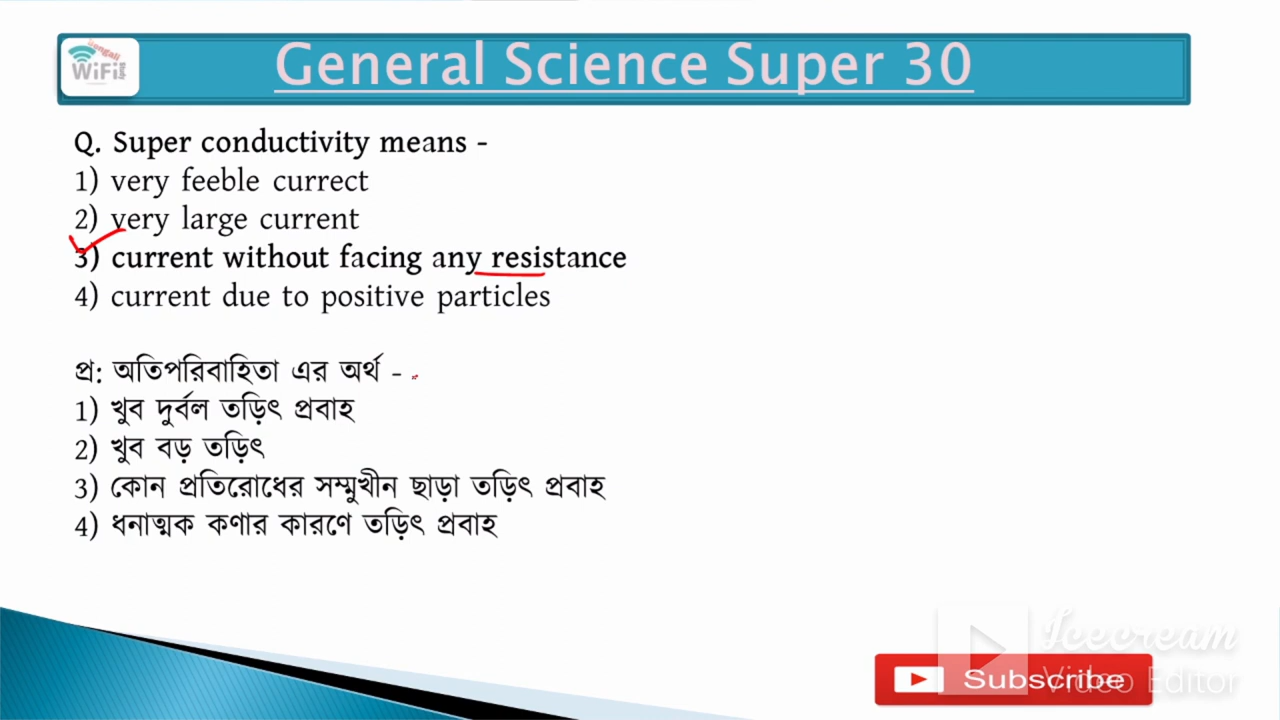 Bengali
WiFi
Study
General Science Super 30
Q. Super conductivity means -
1) very feeble currect
2) very large current
3) current without facing any resistance
4) current due to positive particles
প্র: অতিপরিবাহিতা এর অর্থ -
1) খুব দুর্বল তড়িৎ প্রবাহ
2) খুব বড় তড়িৎ
3) কোন প্রতিরোধের সম্মুখীন ছাড়া তড়িৎ প্রবাহ
4) ধনাত্মক কণার কারণে তড়িৎ প্রবাহ
Icecream
Subscribe
Video Editor